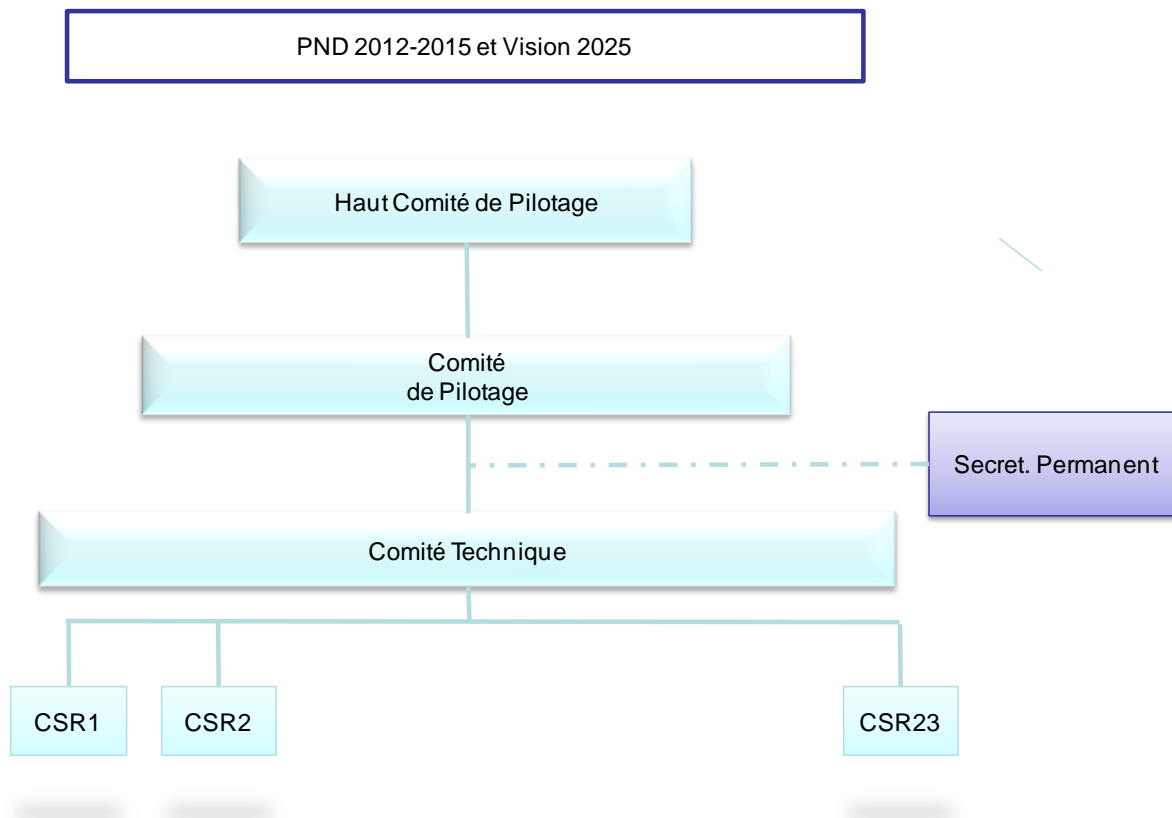 PND 2012-2015 et Vision 2025
Haut Comité de Pilotage
Comité
de Pilotage
Secret. Permanent
Comité Technique
CSR1
CSR2
CSR23